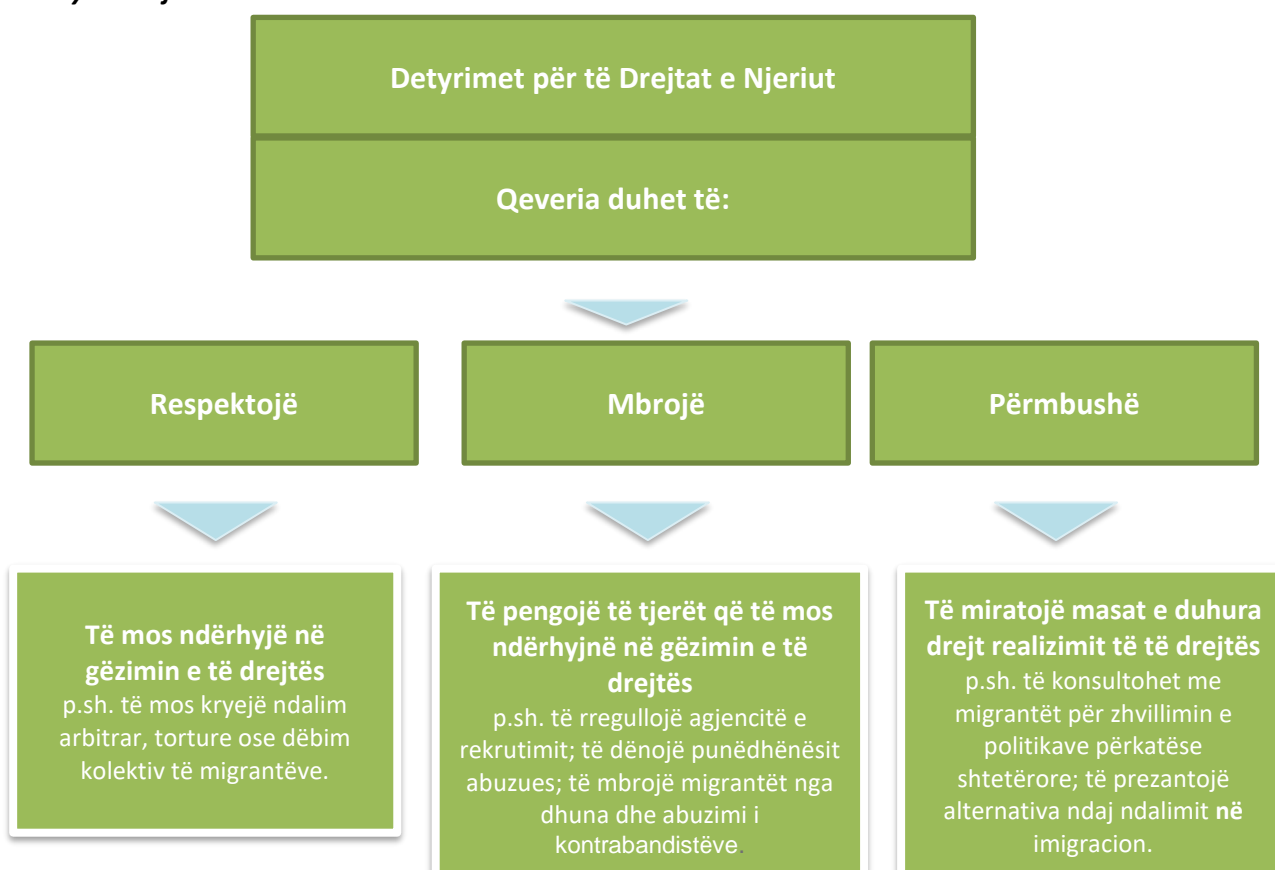 Detyrimet për të Drejtat e Njeriut
Qeveria duhet të:
Respektojë
Mbrojë
Përmbushë
Të mos ndërhyjë në
gëzimin e të drejtës
p.sh. të mos kryejë ndalim
arbitrar, torture ose dëbim
kolektiv të migrantëve.
Të pengojë të tjerët që të mos
ndërhyjnë në gëzimin e të
drejtës
p.sh. të rregullojë agjencitë e
rekrutimit; të dënojë punëdhënësit
abuzues; të mbrojë migrantët nga
dhuna dhe abuzimi i
kontrabandistëve.
Të miratojë masat e duhura
drejt realizimit të të drejtës
p.sh. të konsultohet me
migrantët për zhvillimin e
politikave përkatëse
shtetërore; të prezantojë
alternativa ndaj ndalimit në
imigracion.